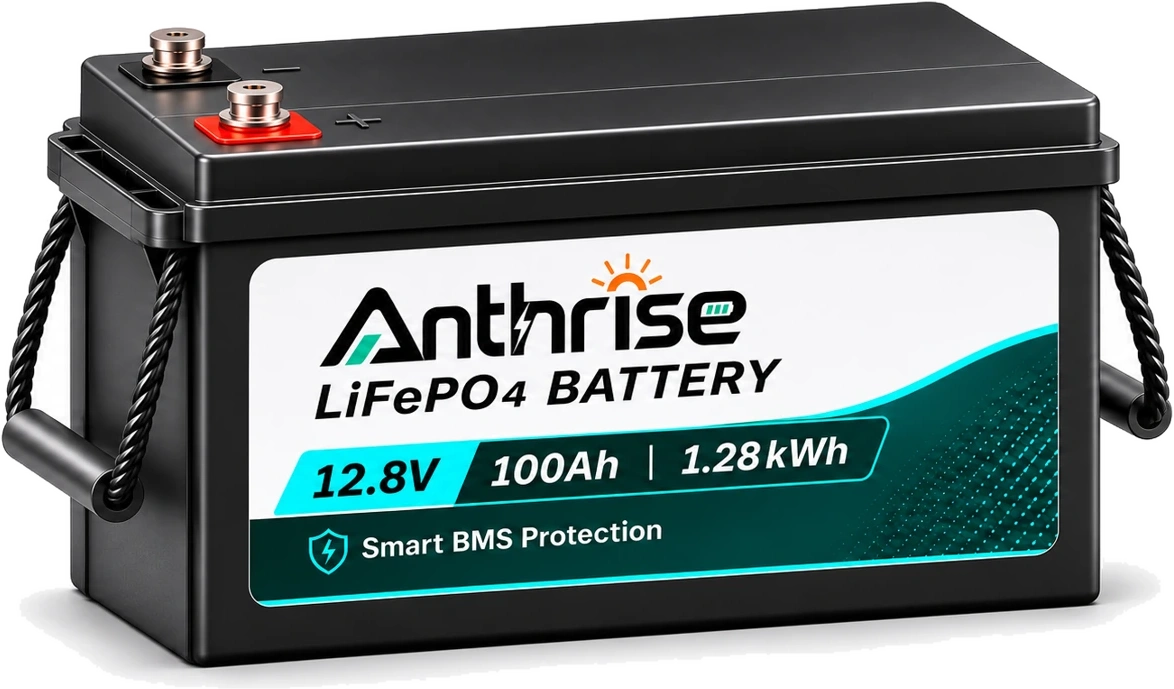 −
+
Anthrise
LiFePO4 BATTERY
12.8V 100Ah | 1.28kWh
Smart BMS Protection